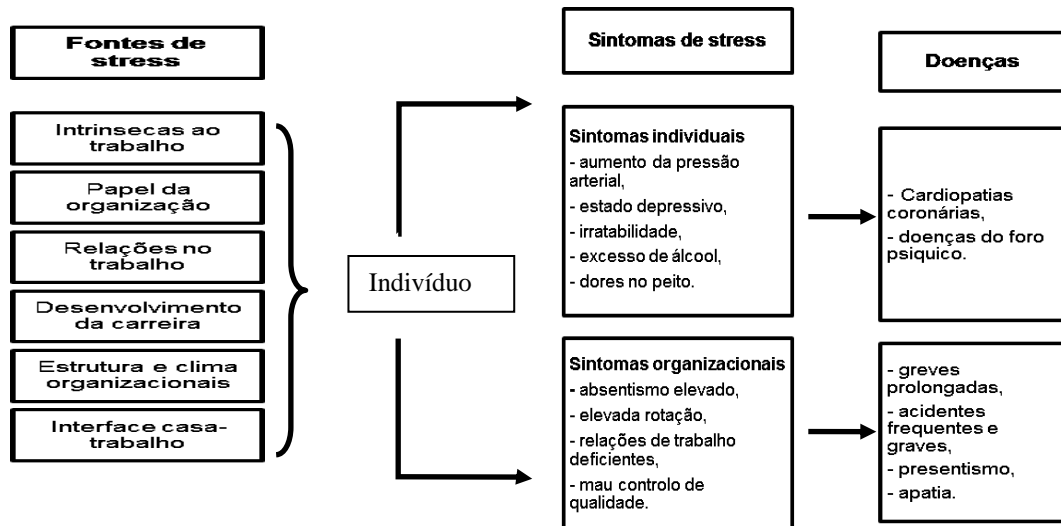 Fontes de
stress
Intrinsecas ao
trabalho
Papel da
organização
Relações no
trabalho
Desenvolvimento
da carreira
Estrutura e clima
organizacionais
Interface casa-
trabalho
Indivíduo
Sintomas de stress
Sintomas individuais
- aumento da pressão
arterial,
- estado depressivo,
- irratabilidade,
- excesso de álcool,
- dores no peito.
Sintomas organizacionais
- absentismo elevado,
- elevada rotação,
- relações de trabalho
deficientes,
- mau controlo de
qualidade.
Doenças
- Cardiopatias
coronárias,
- doenças do foro
psiquico.
- greves
prolongadas,
- acidentes
frequentes e
graves,
- presentismo,
- apatia.